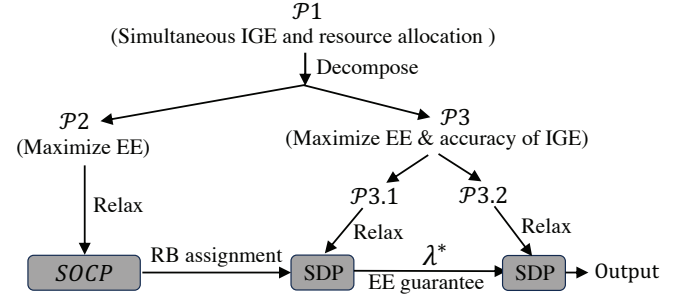 𝒫1
(Simultaneous IGE and resource allocation )
Decompose
𝒫2
(Maximize EE)
𝒫3
(Maximize EE & accuracy of IGE)
𝒫3.1
𝒫3.2
Relax
Relax
Relax
SOCP
RB assignment
SDP
λ*
EE guarantee
SDP
Output